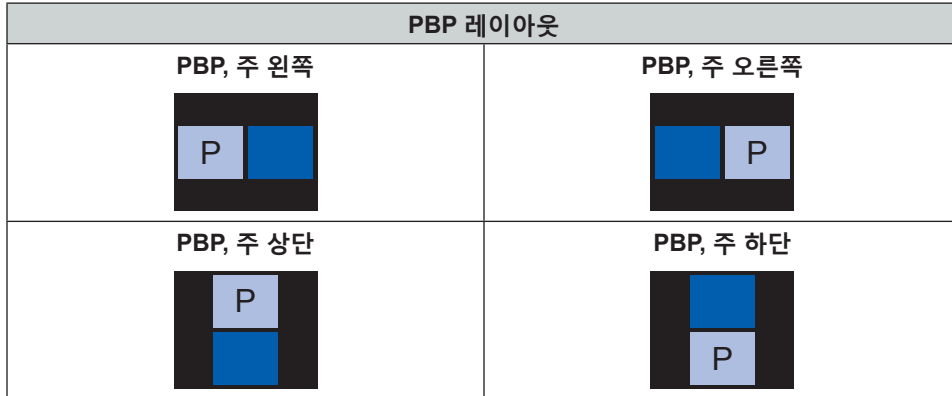 PBP 레이아웃
PBP, 주 왼쪽
PBP, 주 오른쪽
P
P
PBP, 주 상단
PBP, 주 하단
P
P